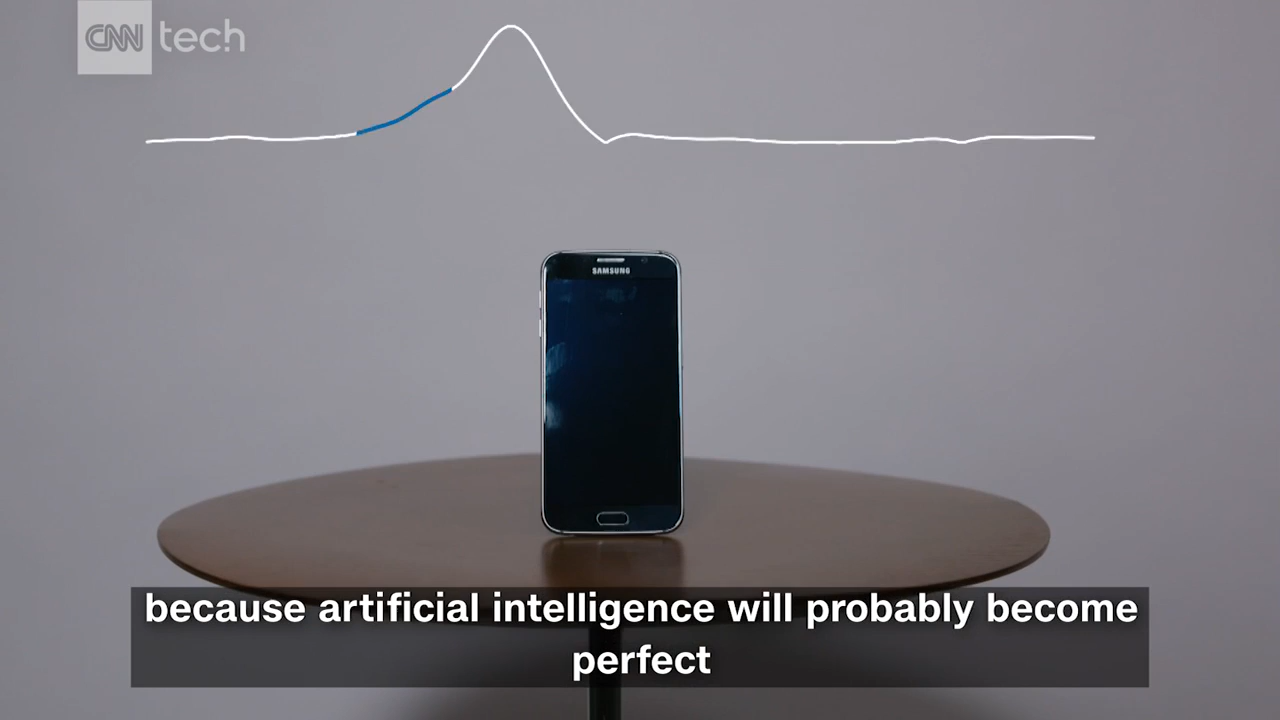 CNN tech
SAMSUNG
because artificial intelligence will probably become
perfect